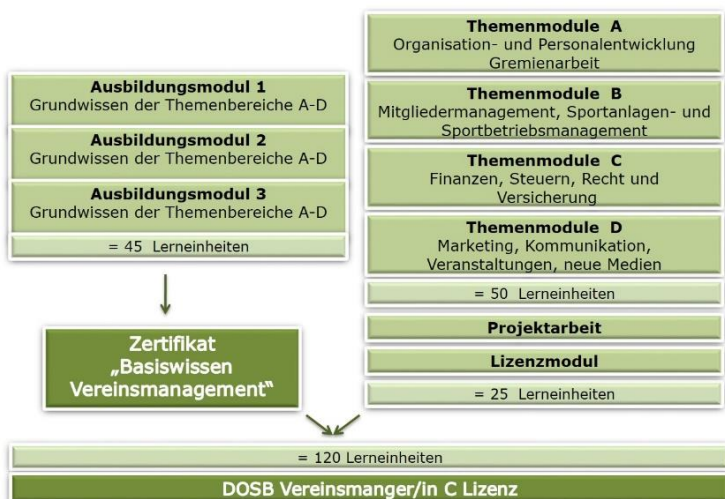 Ausbildungsmodul 1
Grundwissen der Themenbereiche A-D
Ausbildungsmodul 2
Grundwissen der Themenbereiche A-D
Ausbildungsmodul 3
Grundwissen der Themenbereiche A-D
= 45 Lerneinheiten
Zertifikat
„Basiswissen
Vereinsmanagement“
Themenmodule A
Organisation- und Personalentwicklung
Gremienarbeit
Themenmodule B
Mitgliedermanagement, Sportanlagen- und
Sportbetriebsmanagement
Themenmodule C
Finanzen, Steuern, Recht und
Versicherung
Themenmodule D
Marketing, Kommunikation,
Veranstaltungen, neue Medien
= 50 Lerneinheiten
Projektarbeit
Lizenzmodul
= 25 Lerneinheiten
= 120 Lerneinheiten
DOSB Vereinsmanger/in C Lizenz